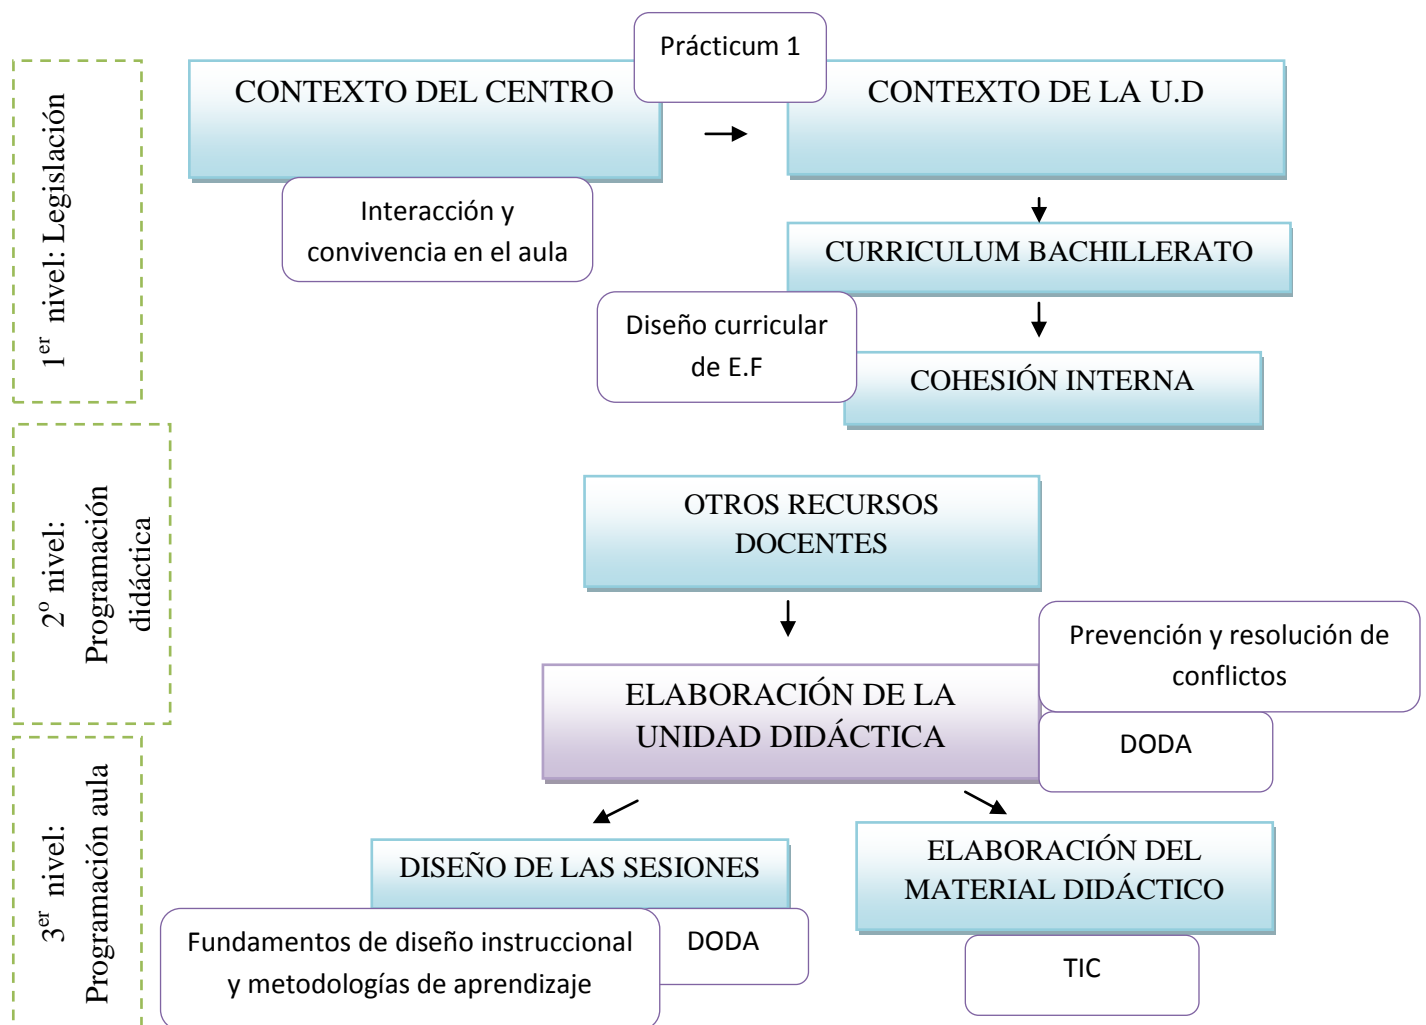 Prácticum 1
CONTEXTO DEL CENTRO
CONTEXTO DE LA U.D
1er nivel: Legislación
Interacción y
convivencia en el aula
CURRICULUM BACHILLERATO
Diseño curricular
de E.F
COHESIÓN INTERNA
2º nivel:
Programación
didáctica
OTROS RECURSOS
DOCENTES
Prevención y resolución de
conflictos
ELABORACIÓN DE LA
UNIDAD DIDÁCTICA
DODA
3er nivel:
Programación aula
DISEÑO DE LAS SESIONES
ELABORACIÓN DEL
MATERIAL DIDÁCTICO
Fundamentos de diseño instruccional
y metodologías de aprendizaje
DODA
TIC